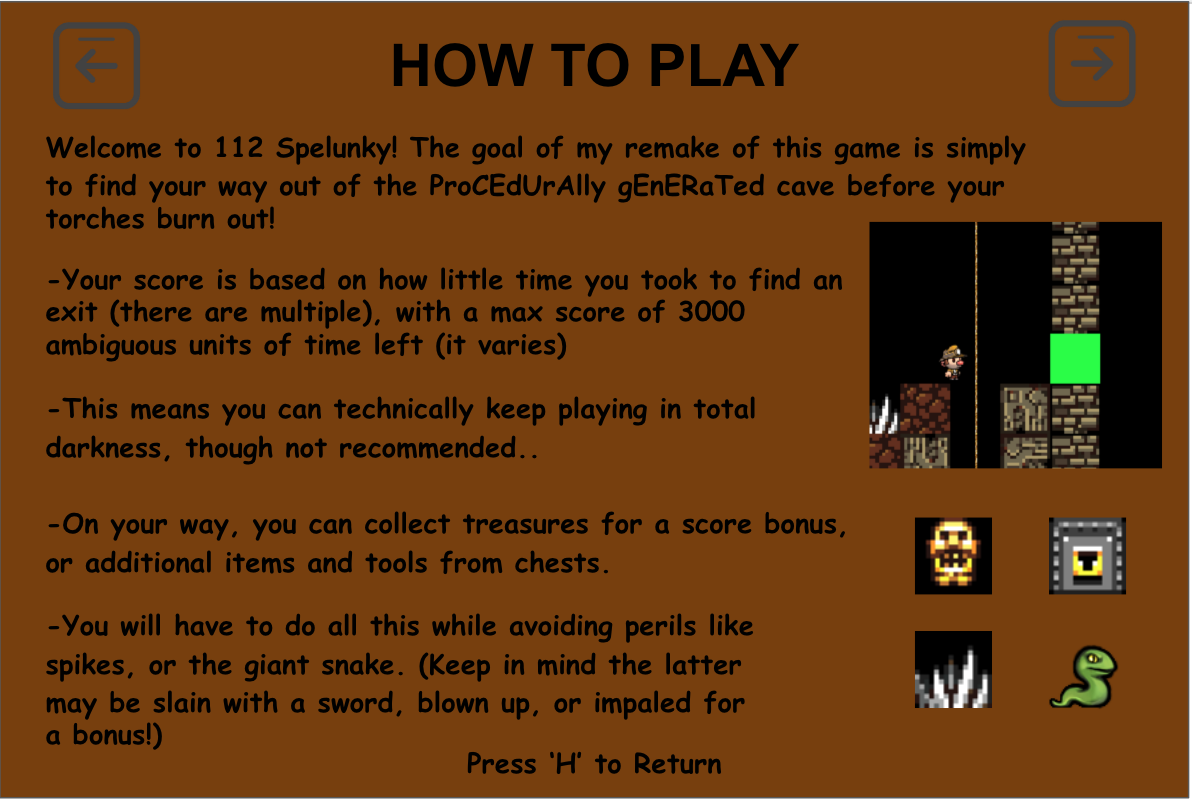 HOW TO PLAY
Welcome to 112 Spelunky! The goal of my remake of this game is simply
to find your way out of the ProCEdUrAlly gEnERaTed cave before your
torches burn out!
-Your score is based on how little time you took to find an
exit (there are multiple), with a max score of 3000
ambiguous units of time left (it varies)
-This means you can technically keep playing in total
darkness, though not recommended..
-On your way, you can collect treasures for a score bonus,
or additional items and tools from chests.
-You will have to do all this while avoiding perils like
spikes, or the giant snake. (Keep in mind the latter
may be slain with a sword, blown up, or impaled for
a bonus!)
Press ‘H’ to Return